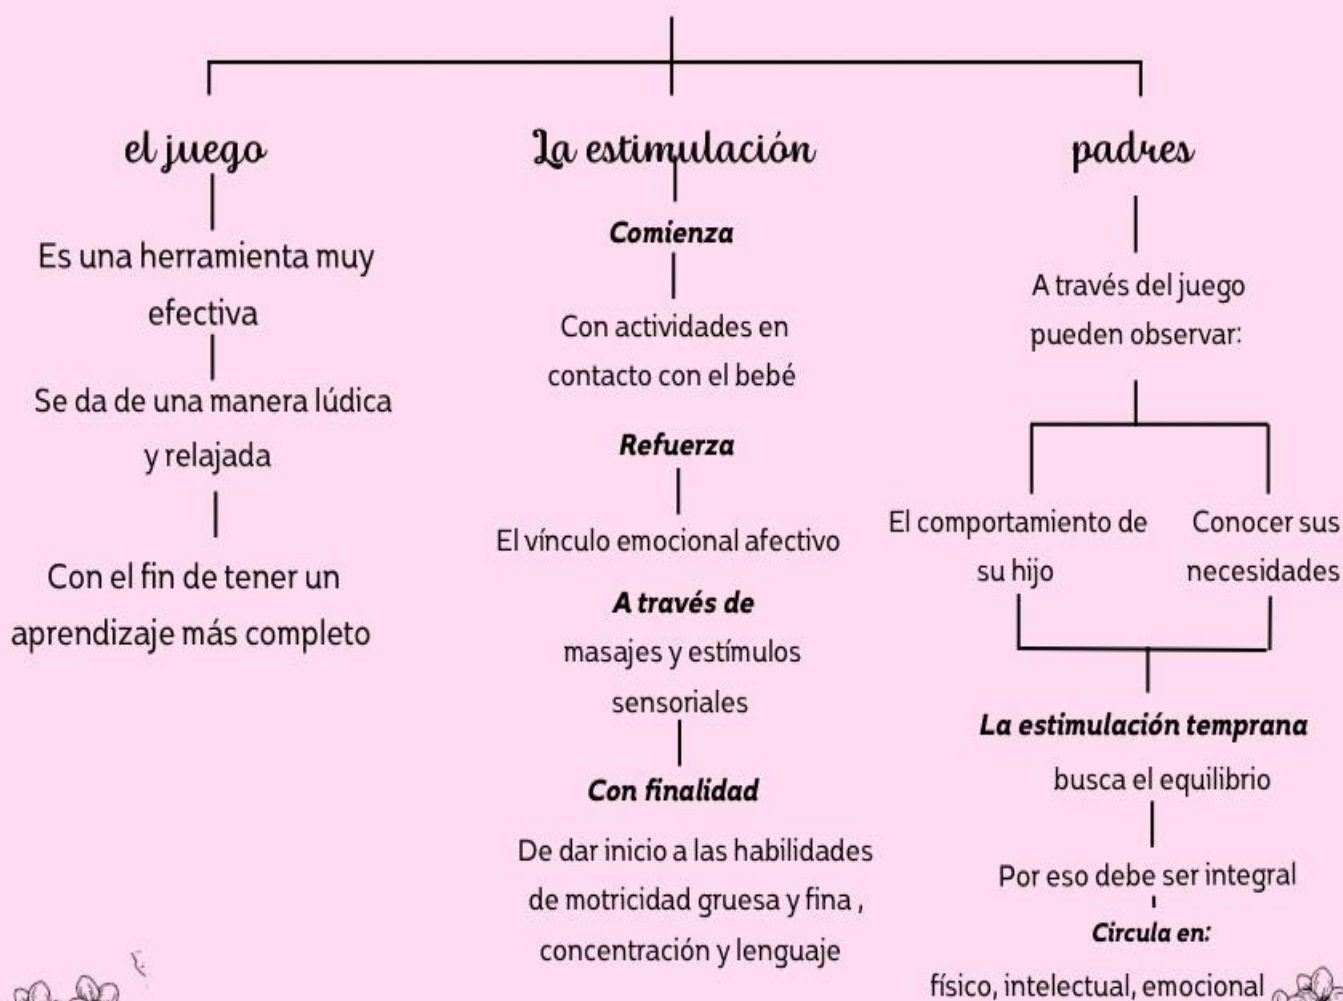 el juego
Es una herramienta muy
efectiva
Se da de una manera lúdica
y relajada
Con el fin de tener un
aprendizaje más completo
La estimulación
Comienza
Con actividades en
contacto con el bebé
Refuerza
El vínculo emocional afectivo
A través de
masajes y estímulos
sensoriales
Con finalidad
De dar inicio a las habilidades
de motricidad gruesa y fina ,
concentración y lenguaje
padres
A través del juego
pueden observar:
El comportamiento de
su hijo
Conocer sus
necesidades
La estimulación temprana
busca el equilibrio
Por eso debe ser integral
Circula en:
físico, intelectual, emocional